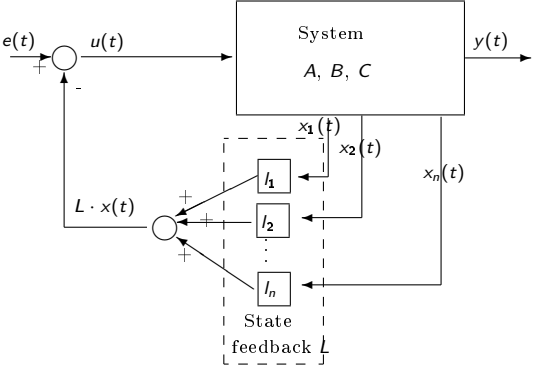 System
e(t)
u(t)
y(t)
+
A, B, C
-
x₁(t)
x₂(t)
xₙ(t)
l₁
+
L · x(t)
+
l₂
⋮
+
lₙ
State
feedback L